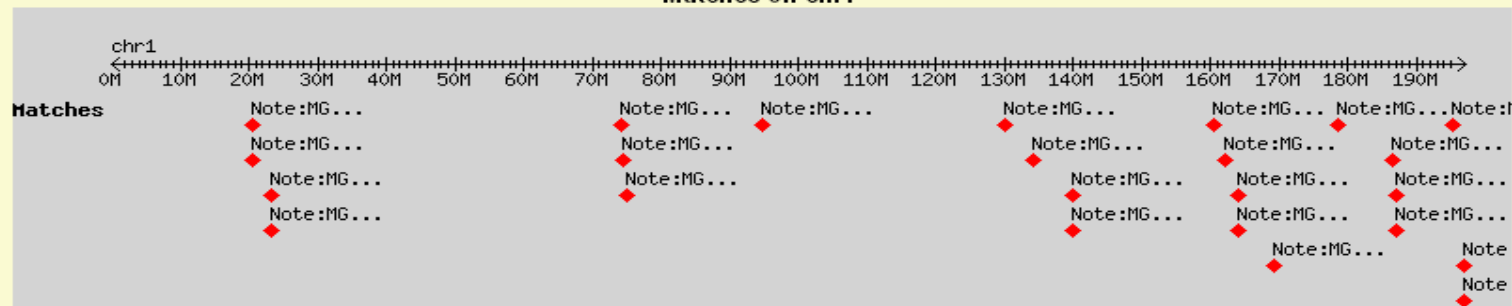 chr1
0M 10M 20M 30M 40M 50M 60M 70M 80M 90M 100M 110M 120M 130M 140M 150M 160M 170M 180M 190M
Matches Note:MG... Note:MG... Note:MG... Note:MG... Note:MG... Note:MG... Note:M
Note:MG... Note:MG... Note:MG... Note:MG... Note:MG...
Note:MG... Note:MG... Note:MG... Note:MG... Note:MG...
Note:MG... Note:MG... Note:MG... Note:MG...
Note:MG... Note
Note